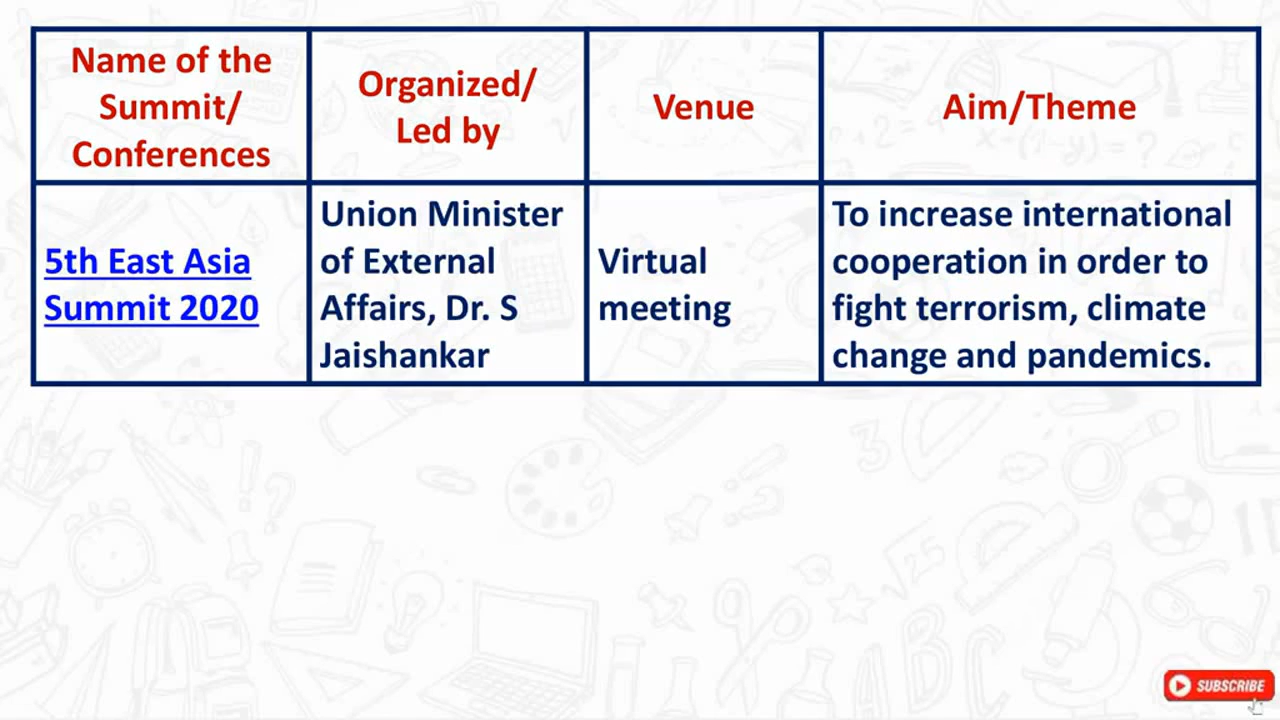 Name of the
Summit/
Conferences
Organized/
Led by
Venue
Aim/Theme
5th East Asia
Summit 2020
Union Minister
of External
Affairs, Dr. S
Jaishankar
Virtual
meeting
To increase international
cooperation in order to
fight terrorism, climate
change and pandemics.
SUBSCRIBE